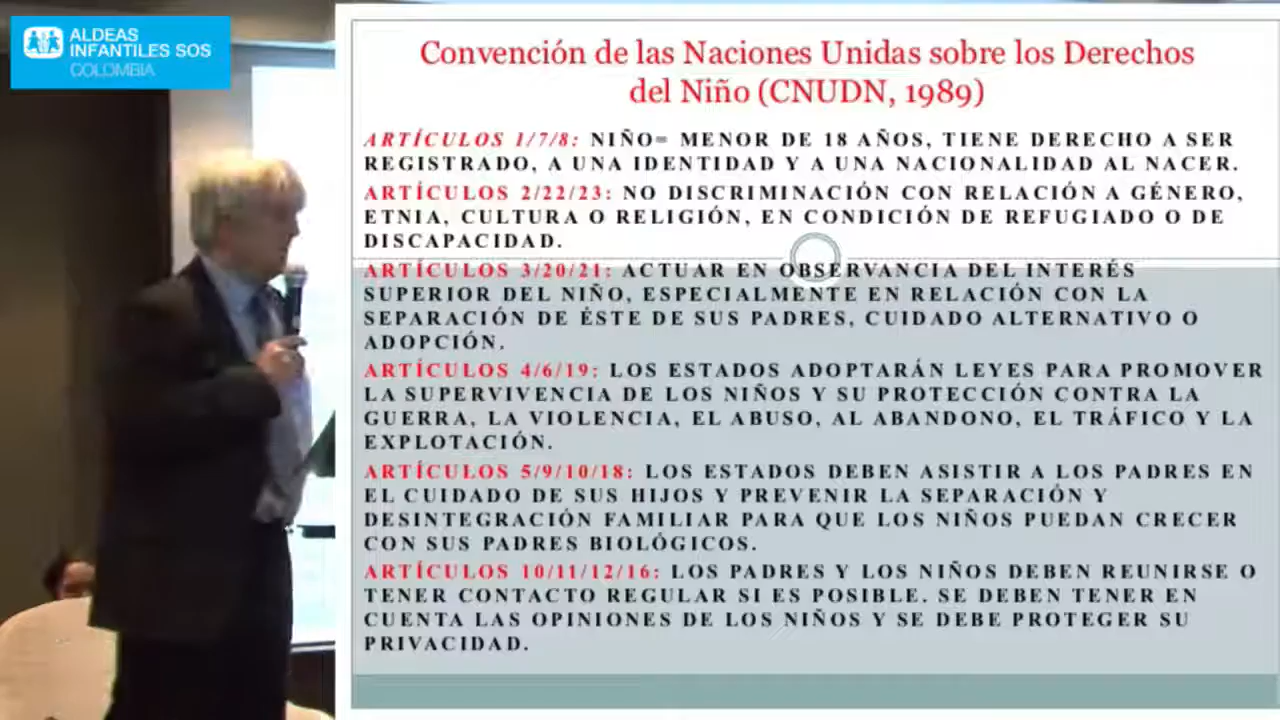 ALDEAS
INFANTILES SOS
COLOMBIA
Convención de las Naciones Unidas sobre los Derechos
del Niño (CNUDN, 1989)
ARTÍCULOS 1/7/8: NIÑO= MENOR DE 18 AÑOS, TIENE DERECHO A SER
REGISTRADO, A UNA IDENTIDAD Y A UNA NACIONALIDAD AL NACER.
ARTÍCULOS 2/22/23: NO DISCRIMINACIÓN CON RELACIÓN A GÉNERO,
ETNIA, CULTURA O RELIGIÓN, EN CONDICIÓN DE REFUGIADO O DE
DISCAPACIDAD.
ARTÍCULOS 3/20/21: ACTUAR EN OBSERVANCIA DEL INTERÉS
SUPERIOR DEL NIÑO, ESPECIALMENTE EN RELACIÓN CON LA
SEPARACIÓN DE ÉSTE DE SUS PADRES, CUIDADO ALTERNATIVO O
ADOPCIÓN.
ARTÍCULOS 4/6/19: LOS ESTADOS ADOPTARÁN LEYES PARA PROMOVER
LA SUPERVIVENCIA DE LOS NIÑOS Y SU PROTECCIÓN CONTRA LA
GUERRA, LA VIOLENCIA, EL ABUSO, AL ABANDONO, EL TRÁFICO Y LA
EXPLOTACIÓN.
ARTÍCULOS 5/9/10/18: LOS ESTADOS DEBEN ASISTIR A LOS PADRES EN
EL CUIDADO DE SUS HIJOS Y PREVENIR LA SEPARACIÓN Y
DESINTEGRACIÓN FAMILIAR PARA QUE LOS NIÑOS PUEDAN CRECER
CON SUS PADRES BIOLÓGICOS.
ARTÍCULOS 10/11/12/16: LOS PADRES Y LOS NIÑOS DEBEN REUNIRSE O
TENER CONTACTO REGULAR SI ES POSIBLE. SE DEBEN TENER EN
CUENTA LAS OPINIONES DE LOS NIÑOS Y SE DEBE PROTEGER SU
PRIVACIDAD.